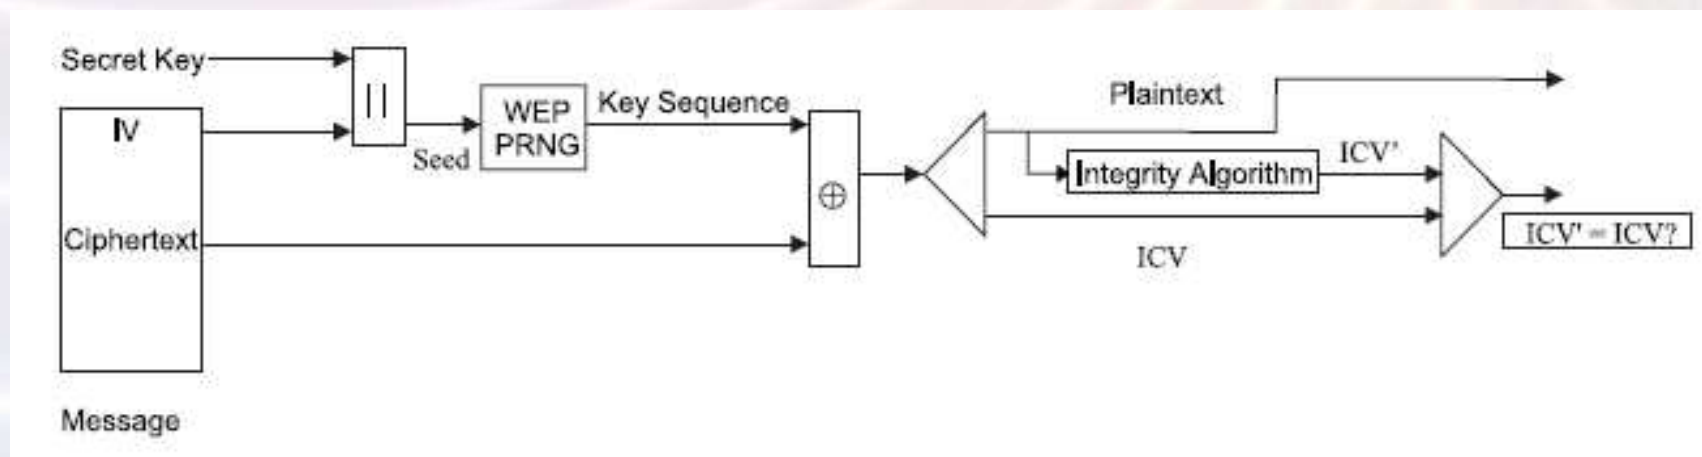 Secret Key
IV
Ciphertext
Message
||
Seed
WEP
PRNG
Key Sequence
⊕
Plaintext
Integrity Algorithm
ICV'
ICV
ICV' = ICV?